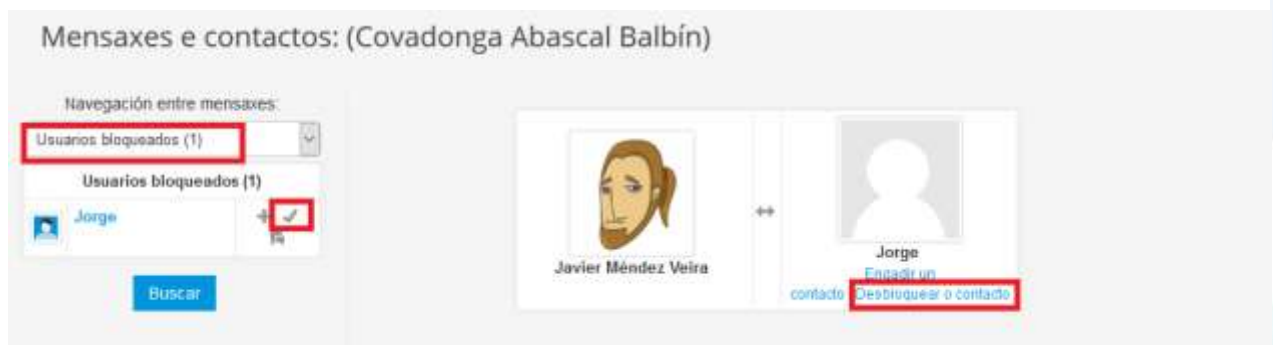 Mensaxes e contactos: (Covadonga Abascal Balbín)
Navegación entre mensaxes:
Usuarios bloqueados (1)
Usuarios bloqueados (1)
Jorge
Buscar
Javier Méndez Veira
Jorge
Engadir un
contacto Desbloquear o contacto